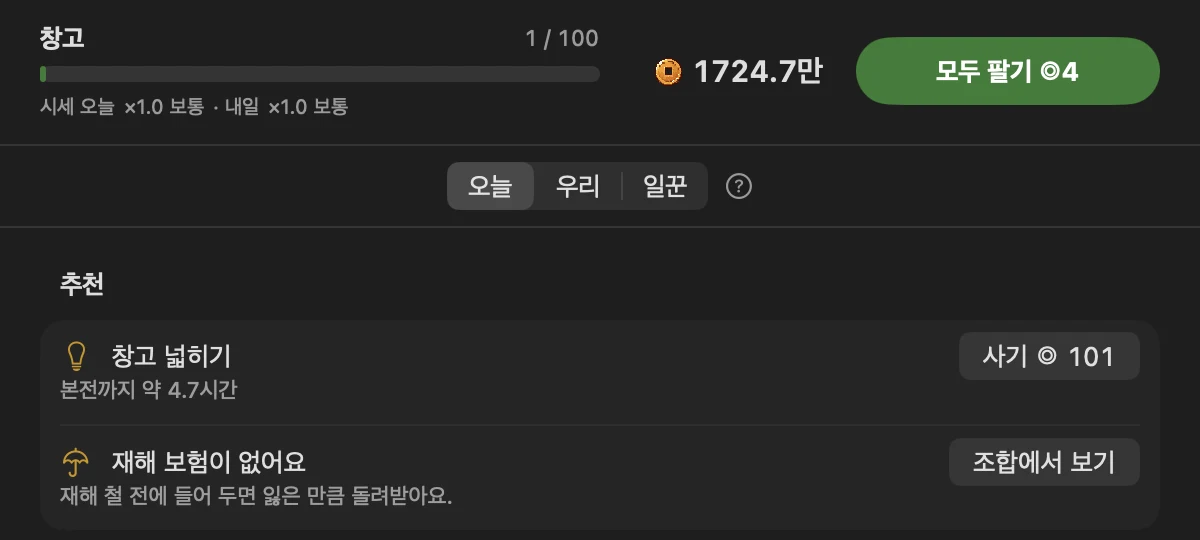 창고
1 / 100
시세 오늘 ×1.0 보통 · 내일 ×1.0 보통
1724.7만
모두 팔기 ◎4
오늘 우리 일꾼 ?
추천
창고 넓히기
사기 ◎ 101
본전까지 약 4.7시간
재해 보험이 없어요
조합에서 보기
재해 철 전에 들어 두면 잃은 만큼 돌려받아요.